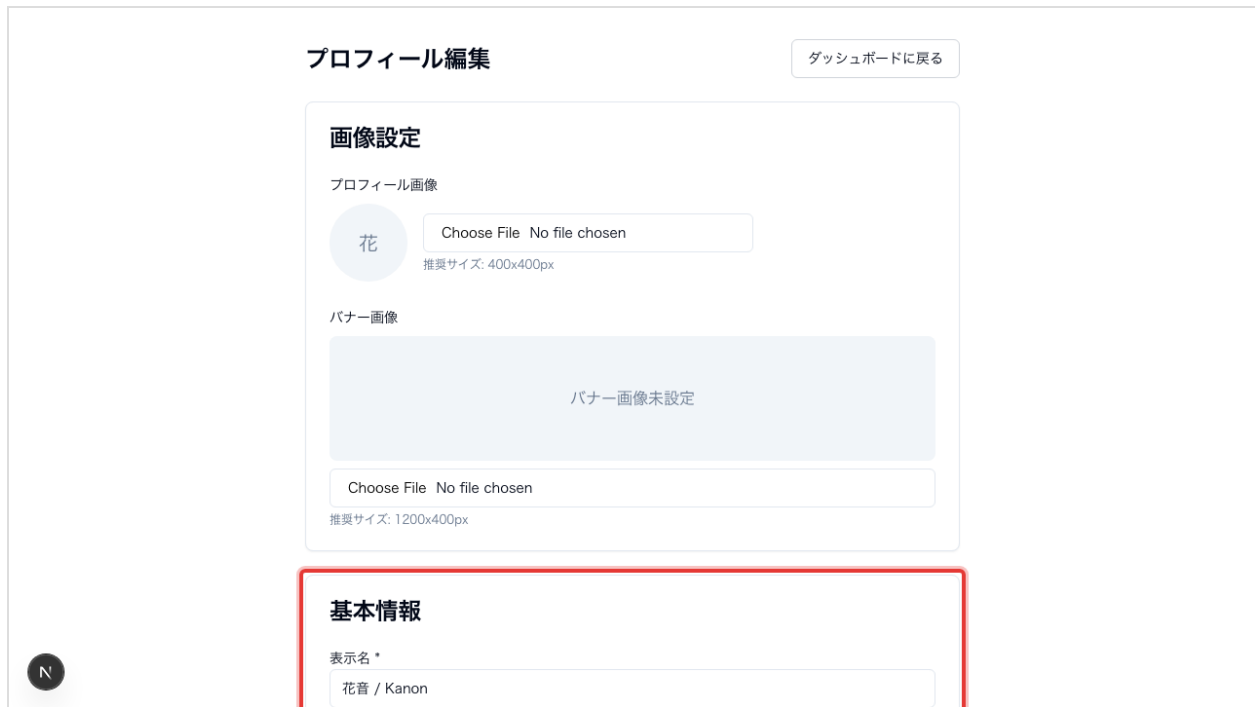 プロフィール編集
ダッシュボードに戻る
画像設定
プロフィール画像
花
Choose File No file chosen
推奨サイズ: 400x400px
バナー画像
バナー画像未設定
Choose File No file chosen
推奨サイズ: 1200x400px
基本情報
表示名 *
花音 / Kanon
N